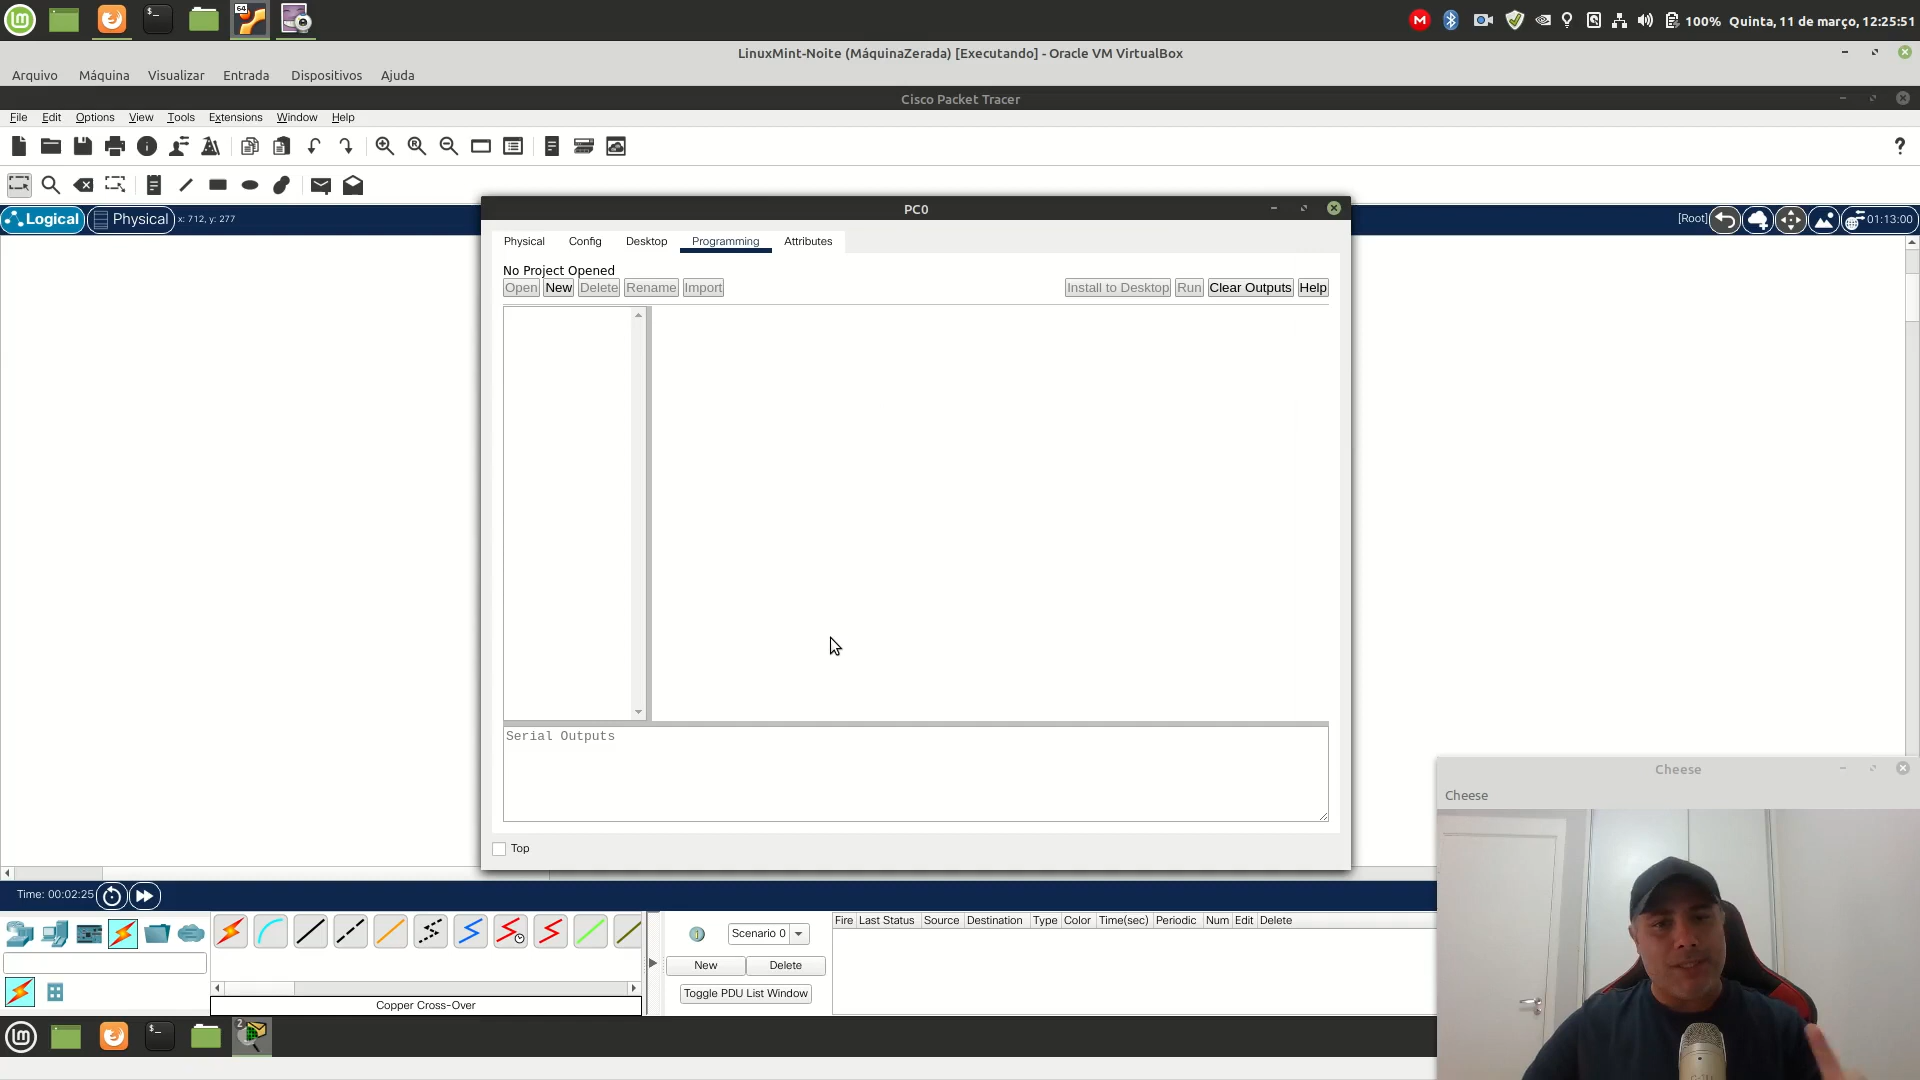 64
M
100% Quinta, 11 de março, 12:25:51
LinuxMint-Noite (MáquinaZerada) [Executando] - Oracle VM VirtualBox
Arquivo Máquina Visualizar Entrada Dispositivos Ajuda
Cisco Packet Tracer
File Edit Options View Tools Extensions Window Help
?
Logical Physical x: 712, y: 277
[Root] 01:13:00
PC0
Physical Config Desktop Programming Attributes
No Project Opened
Open New Delete Rename Import
Install to Desktop Run Clear Outputs Help
Serial Outputs
Top
Cheese
Cheese
Time: 00:02:25
Fire Last Status Source Destination Type Color Time(sec) Periodic Num Edit Delete
Scenario 0
New Delete
Toggle PDU List Window
Copper Cross-Over
2